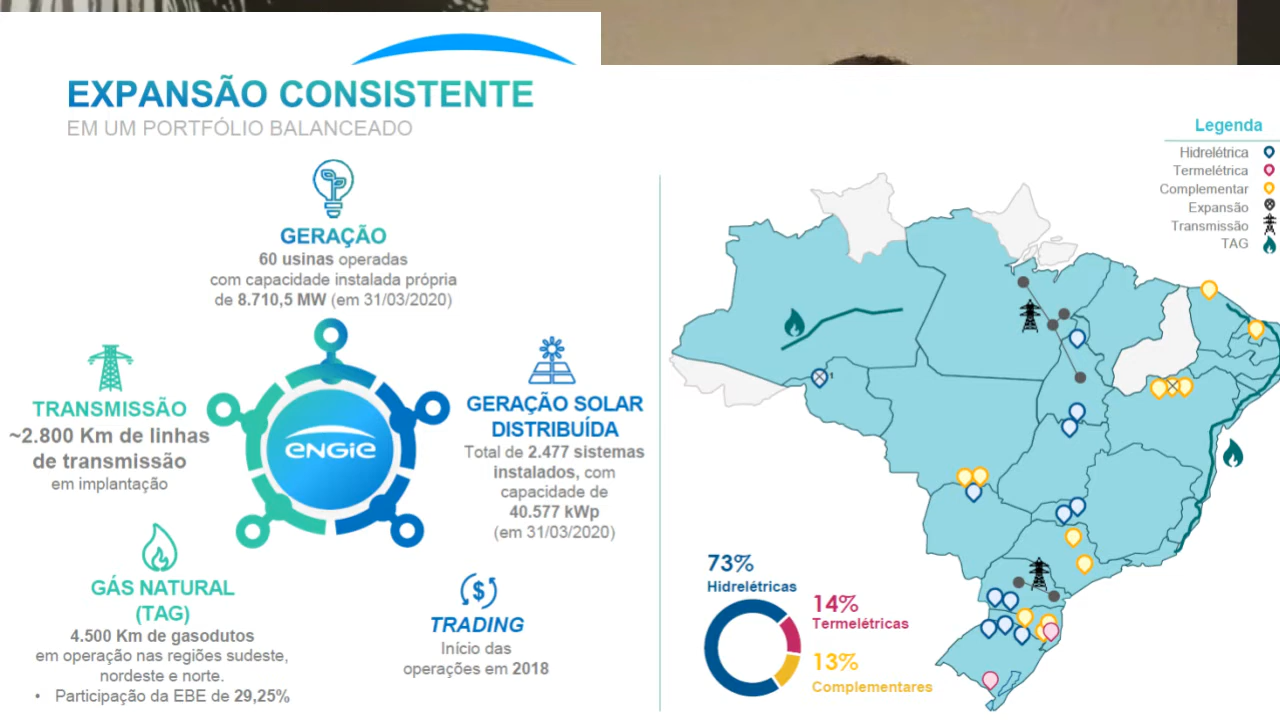 EXPANSÃO CONSISTENTE
EM UM PORTFÓLIO BALANCEADO
GERAÇÃO
60 usinas operadas
com capacidade instalada própria
de 8.710,5 MW (em 31/03/2020)
TRANSMISSÃO
~2.800 Km de linhas
de transmissão
em implantação
ENGIE
GERAÇÃO SOLAR
DISTRIBUÍDA
Total de 2.477 sistemas
instalados, com
capacidade de
40.577 kWp
(em 31/03/2020)
GÁS NATURAL
(TAG)
4.500 Km de gasodutos
em operação nas regiões sudeste,
nordeste e norte.
• Participação da EBE de 29,25%
$
TRADING
Início das
operações em 2018
Legenda
Hidrelétrica
Termelétrica
Complementar
Expansão
Transmissão
TAG
1
73%
Hidrelétricas
14%
Termelétricas
13%
Complementares